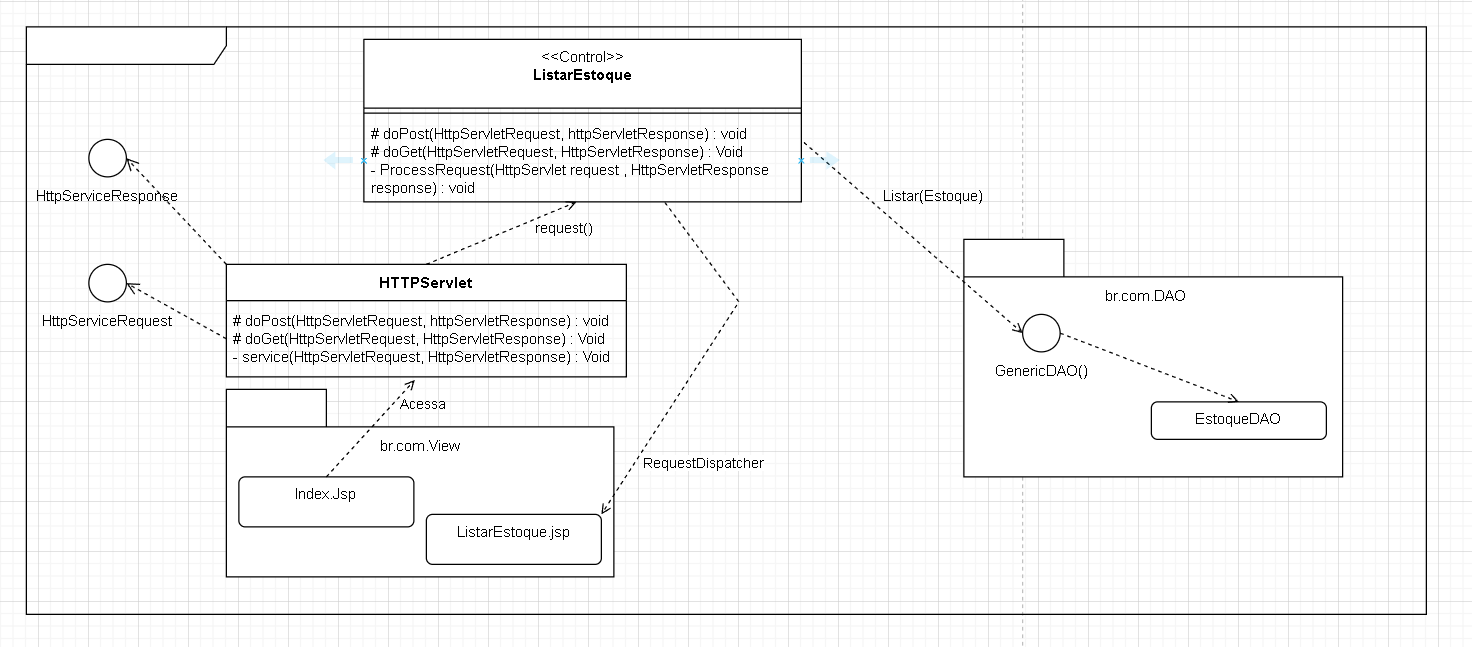 <<Control>>
ListarEstoque
# doPost(HttpServletRequest, httpServletResponse) : void
# doGet(HttpServletRequest, HttpServletResponse) : Void
- ProcessRequest(HttpServlet request , HttpServletResponse
response) : void
HttpServiceResponse
Listar(Estoque)
request()
HTTPServlet
# doPost(HttpServletRequest, httpServletResponse) : void
# doGet(HttpServletRequest, HttpServletResponse) : Void
- service(HttpServletRequest, HttpServletResponse) : Void
HttpServiceRequest
br.com.DAO
GenericDAO()
EstoqueDAO
Acessa
br.com.View
RequestDispatcher
Index.Jsp
ListarEstoque.jsp